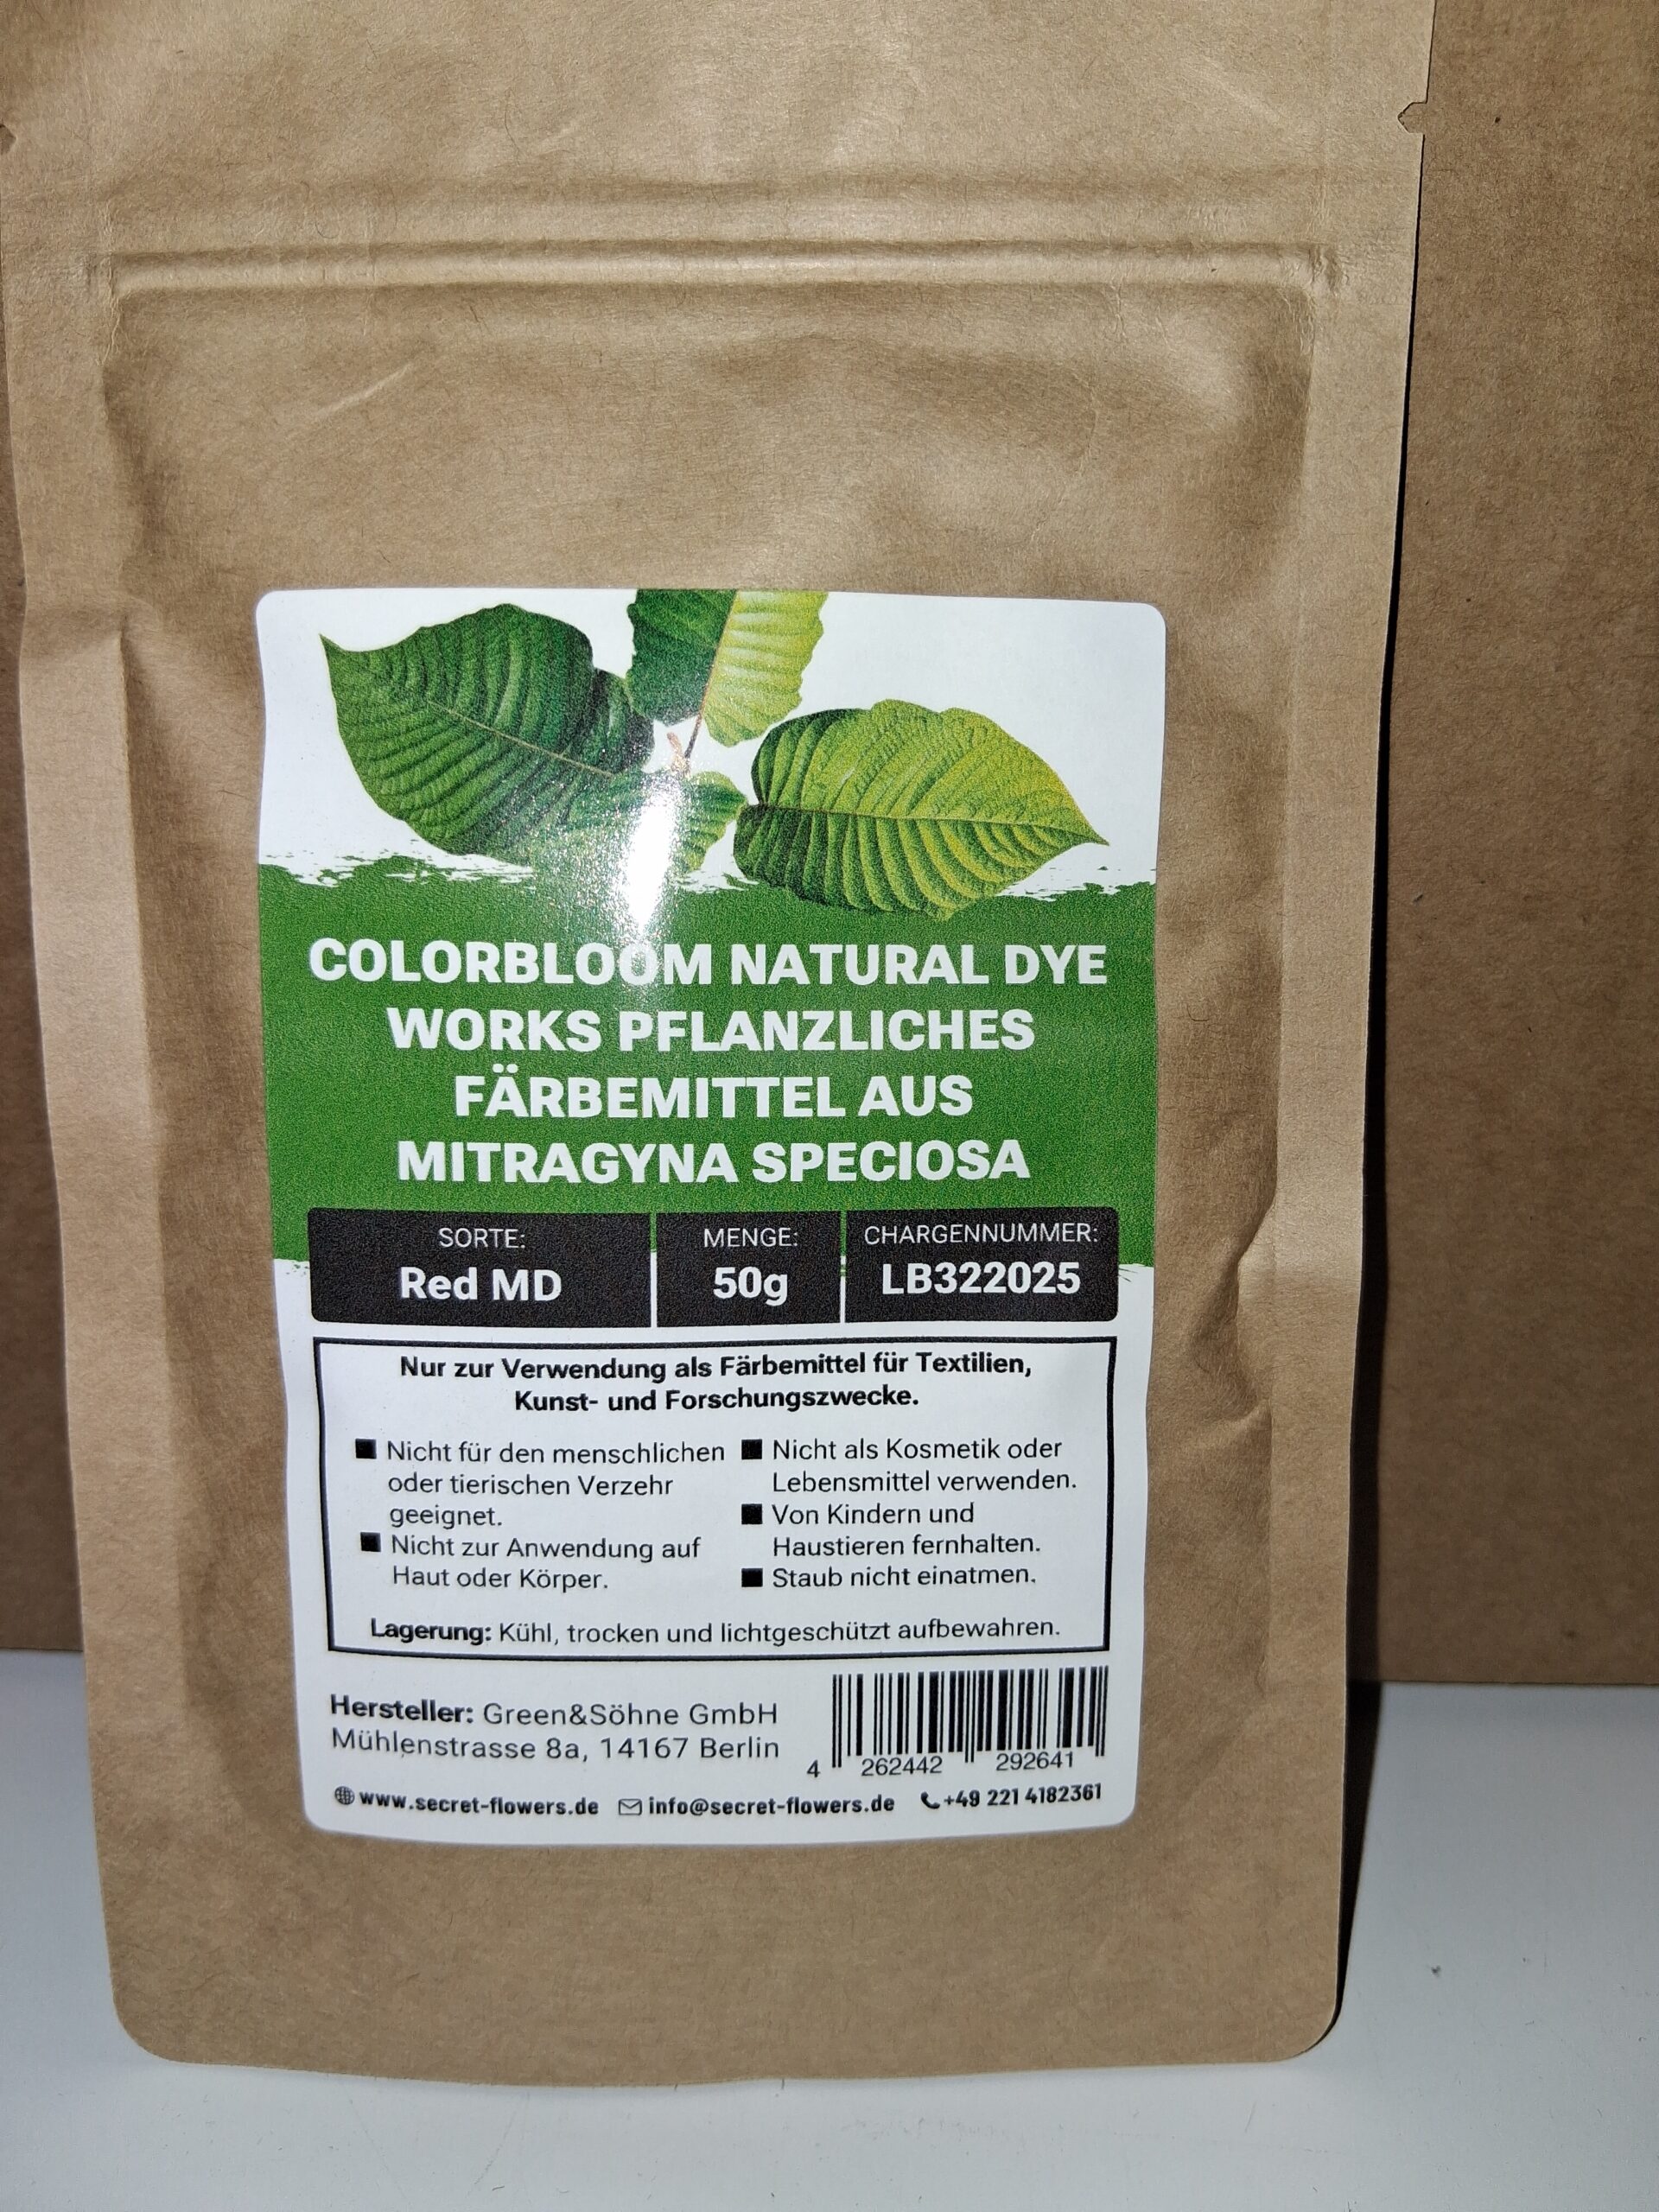 COLORBLOOM NATURAL DYE
WORKS PFLANZLICHES
FÄRBEMITTEL AUS
MITRAGYNA SPECIOSA
SORTE:
Red MD
MENGE:
50g
CHARGENNUMMER:
LB322025
Nur zur Verwendung als Färbemittel für Textilien,
Kunst- und Forschungszwecke.
■ Nicht für den menschlichen
oder tierischen Verzehr
geeignet.
■ Nicht zur Anwendung auf
Haut oder Körper.
■ Nicht als Kosmetik oder
Lebensmittel verwenden.
■ Von Kindern und
Haustieren fernhalten.
■ Staub nicht einatmen.
Lagerung: Kühl, trocken und lichtgeschützt aufbewahren.
Hersteller: Green&Söhne GmbH
Mühlenstrasse 8a, 14167 Berlin
4 262442 292641
www.secret-flowers.de info@secret-flowers.de +49 221 4182361